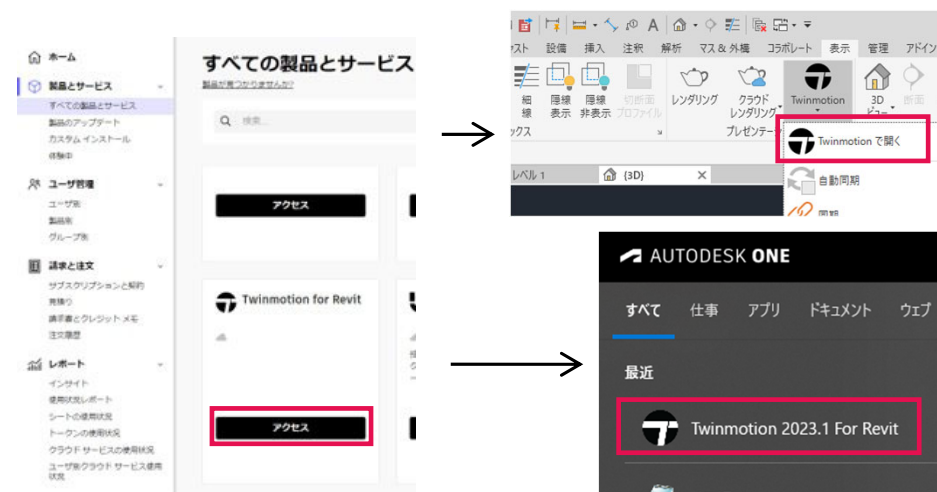 ホーム
製品とサービス
すべての製品とサービス
製品のアップデート
カスタム インストール
体験中
ユーザ管理
ユーザ別
製品別
グループ別
請求と注文
サブスクリプションと契約
見積り
請求書とクレジット メモ
注文履歴
レポート
インサイト
使用状況レポート
シートの使用状況
トークンの使用状況
クラウド サービスの使用状況
ユーザ別クラウド サービス使用
状況
すべての製品とサービス
製品が見つかりませんか?
検索...
アクセス
Twinmotion for Revit
アクセス
設備 挿入 注釈 解析 マス & 外構 コラボレート 表示 管理 アドイン
細
線
隠線
表示
隠線
非表示
切断面
プロファイル
レンダリング
クラウド
レンダリング
Twinmotion
3D
ビュー
断面
プレゼンテー
Twinmotion で開く
自動同期
同期
レベル 1
{3D}
AUTODESK ONE
すべて 仕事 アプリ ドキュメント ウェブ
最近
Twinmotion 2023.1 For Revit